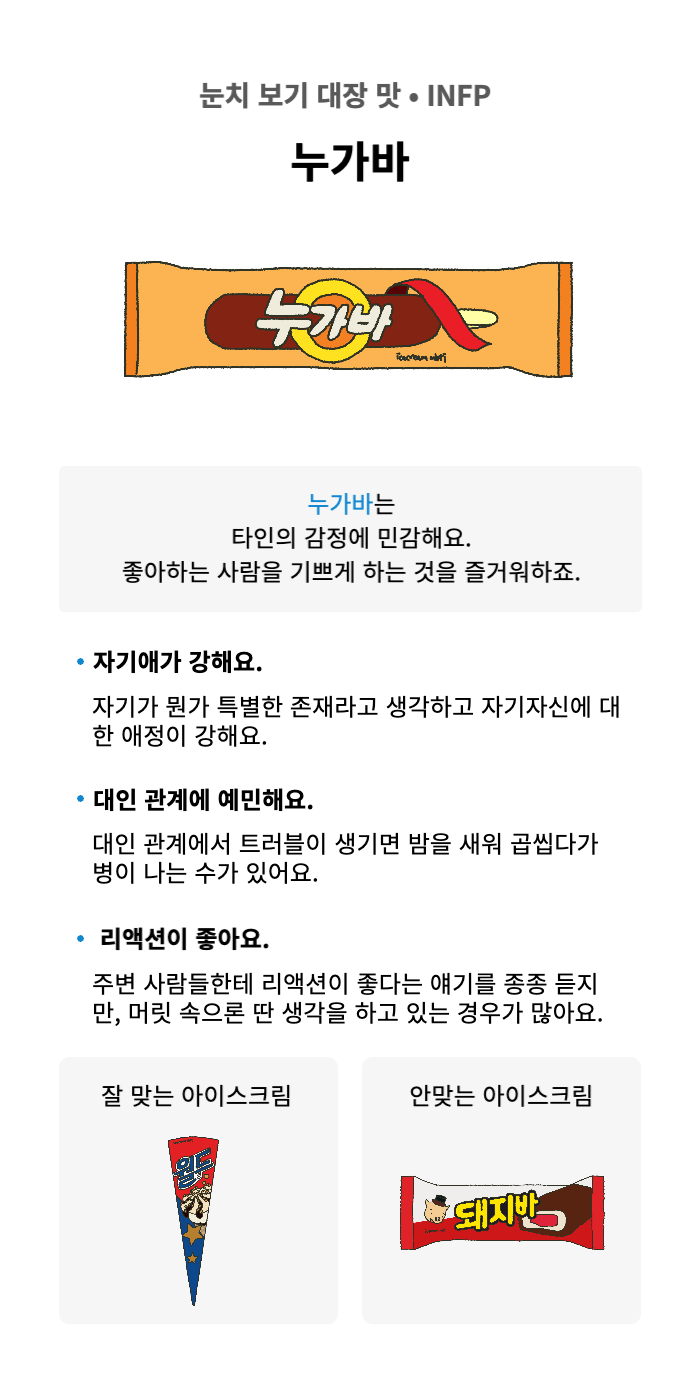 눈치 보기 대장 맛 • INFP
누가바
누가바
누가바는
타인의 감정에 민감해요.
좋아하는 사람을 기쁘게 하는 것을 즐거워하죠.
• 자기애가 강해요.
자기가 뭔가 특별한 존재라고 생각하고 자기자신에 대
한 애정이 강해요.
• 대인 관계에 예민해요.
대인 관계에서 트러블이 생기면 밤을 새워 곱씹다가
병이 나는 수가 있어요.
• 리액션이 좋아요.
주변 사람들한테 리액션이 좋다는 얘기를 종종 듣지
만, 머릿 속으론 딴 생각을 하고 있는 경우가 많아요.
잘 맞는 아이스크림
안맞는 아이스크림
월드
돼지바